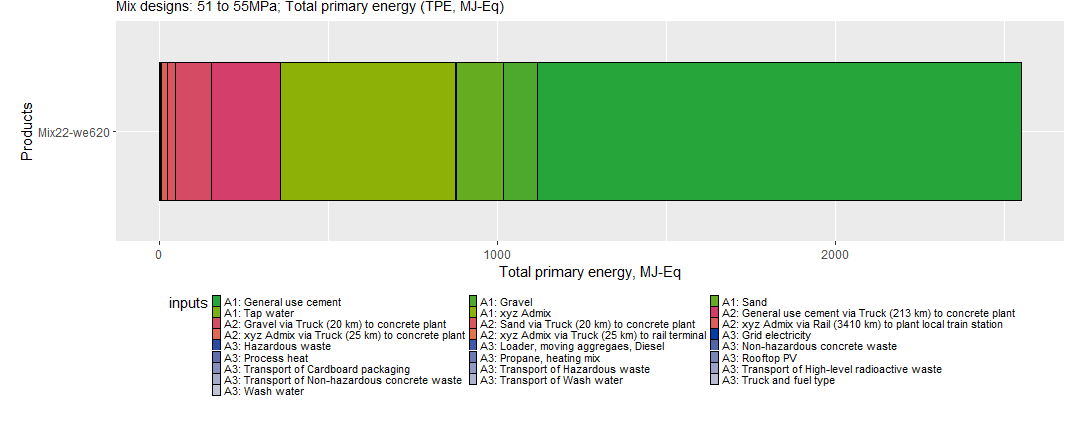 Mix designs: 51 to 55MPa; Total primary energy (TPE, MJ-Eq)
Products
Mix22-we620
0 1000 2000
Total primary energy, MJ-Eq
inputs
A1: General use cement A1: Gravel A1: Sand
A1: Tap water A1: xyz Admix A2: General use cement via Truck (213 km) to concrete plant
A2: Gravel via Truck (20 km) to concrete plant A2: Sand via Truck (20 km) to concrete plant A2: xyz Admix via Rail (3410 km) to plant local train station
A2: xyz Admix via Truck (25 km) to concrete plant A2: xyz Admix via Truck (25 km) to rail terminal A3: Grid electricity
A3: Hazardous waste A3: Loader, moving aggregaes, Diesel A3: Non-hazardous concrete waste
A3: Process heat A3: Propane, heating mix A3: Rooftop PV
A3: Transport of Cardboard packaging A3: Transport of Hazardous waste A3: Transport of High-level radioactive waste
A3: Transport of Non-hazardous concrete waste A3: Transport of Wash water A3: Truck and fuel type
A3: Wash water